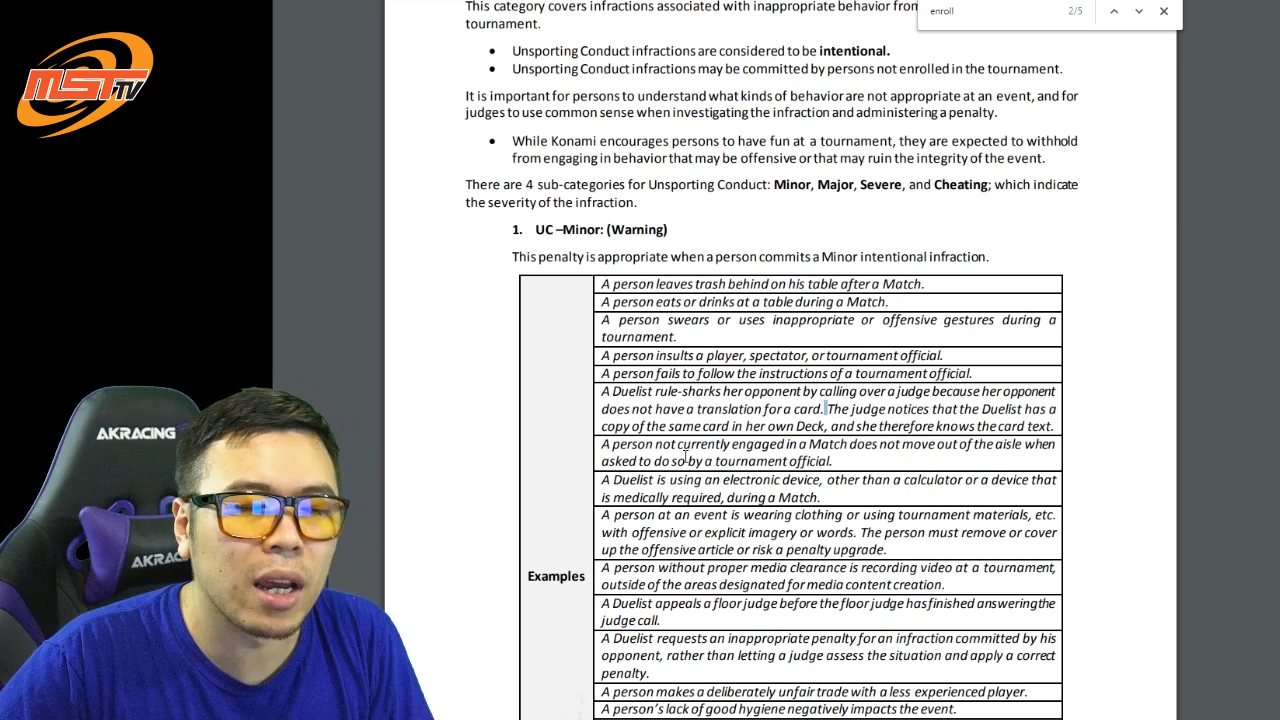 This category covers infractions associated with inappropriate behavior from
tournament.
enroll
2/5
MST TV
• Unsporting Conduct infractions are considered to be intentional.
• Unsporting Conduct infractions may be committed by persons not enrolled in the tournament.
It is important for persons to understand what kinds of behavior are not appropriate at an event, and for
judges to use common sense when investigating the infraction and administering a penalty.
• While Konami encourages persons to have fun at a tournament, they are expected to withhold
from engaging in behavior that may be offensive or that may ruin the integrity of the event.
There are 4 sub-categories for Unsporting Conduct: Minor, Major, Severe, and Cheating; which indicate
the severity of the infraction.
1. UC –Minor: (Warning)
This penalty is appropriate when a person commits a Minor intentional infraction.
Examples
A person leaves trash behind on his table after a Match.
A person eats or drinks at a table during a Match.
A person swears or uses inappropriate or offensive gestures during a
tournament.
A person insults a player, spectator, or tournament official.
A person fails to follow the instructions of a tournament official.
A Duelist rule-sharks her opponent by calling over a judge because her opponent
does not have a translation for a card. The judge notices that the Duelist has a
copy of the same card in her own Deck, and she therefore knows the card text.
A person not currently engaged in a Match does not move out of the aisle when
asked to do so by a tournament official.
A Duelist is using an electronic device, other than a calculator or a device that
is medically required, during a Match.
A person at an event is wearing clothing or using tournament materials, etc.
with offensive or explicit imagery or words. The person must remove or cover
up the offensive article or risk a penalty upgrade.
A person without proper media clearance is recording video at a tournament,
outside of the areas designated for media content creation.
A Duelist appeals a floor judge before the floor judge has finished answering the
judge call.
A Duelist requests an inappropriate penalty for an infraction committed by his
opponent, rather than letting a judge assess the situation and apply a correct
penalty.
A person makes a deliberately unfair trade with a less experienced player.
A person's lack of good hygiene negatively impacts the event.
AKRACING
AKRACING